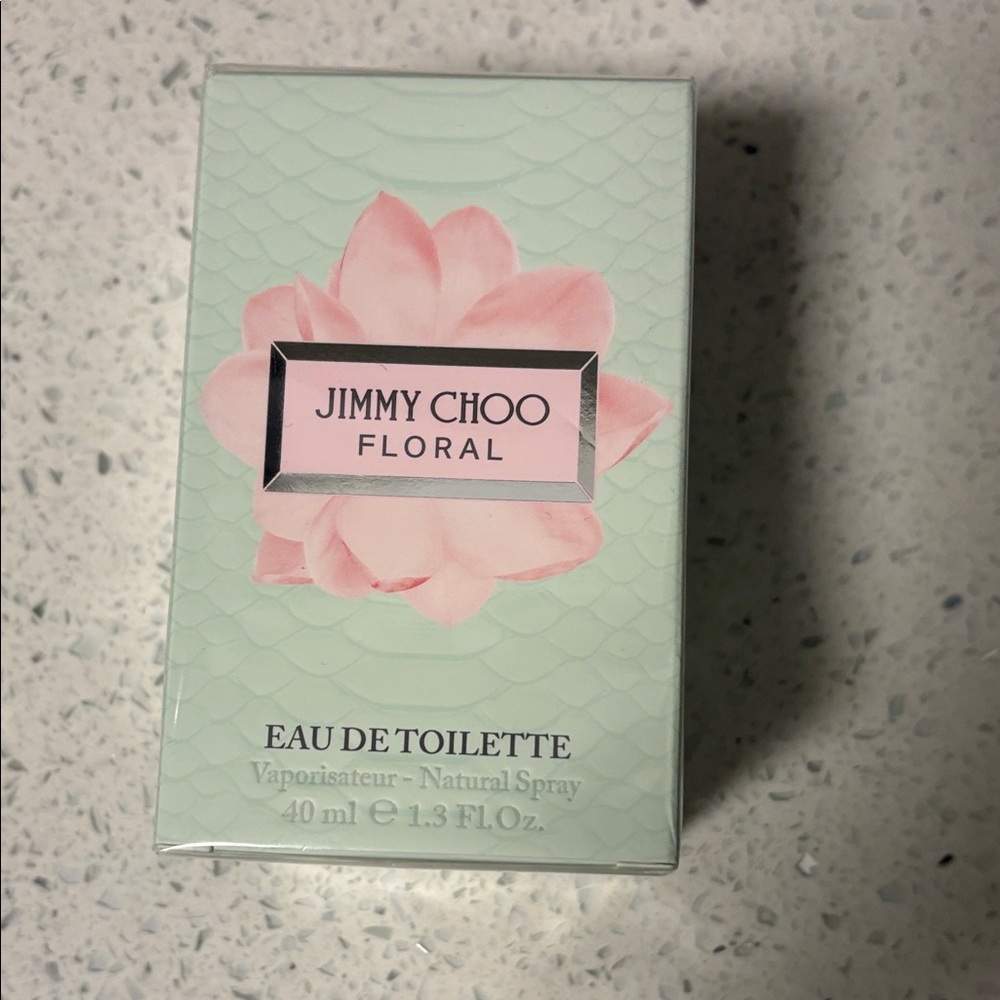 JIMMY CHOO
FLORAL
EAU DE TOILETTE
Vaporisateur - Natural Spray
40 ml ℮ 1.3 Fl.Oz.